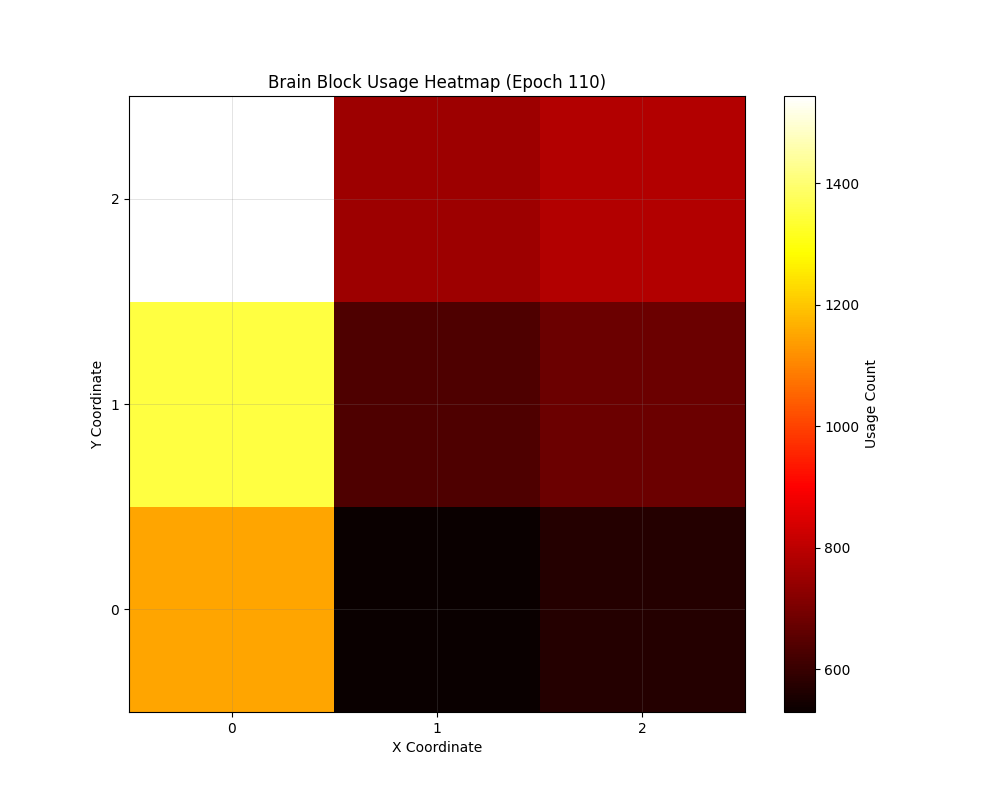 Brain Block Usage Heatmap (Epoch 110)
2
1
0
Y Coordinate
0 1 2
X Coordinate
1400
1200
1000
800
600
Usage Count